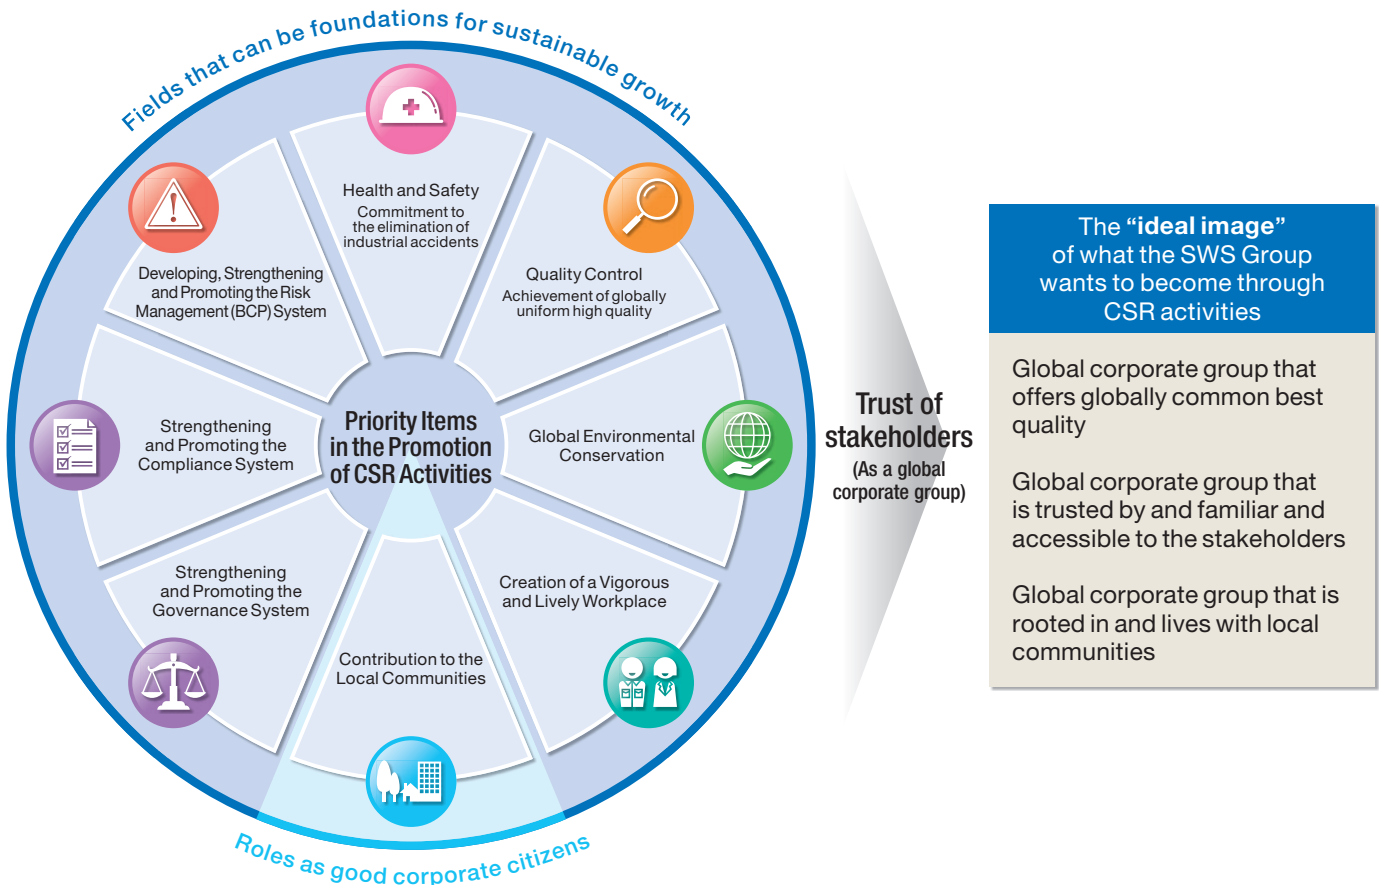 Fields that can be foundations for sustainable growth
Health and Safety
Commitment to
the elimination of
industrial accidents
Quality Control
Achievement of globally
uniform high quality
Global Environmental
Conservation
Creation of a Vigorous
and Lively Workplace
Contribution to the
Local Communities
Strengthening
and Promoting the
Governance System
Strengthening
and Promoting the
Compliance System
Developing, Strengthening
and Promoting the Risk
Management (BCP) System
Priority Items
in the Promotion
of CSR Activities
Roles as good corporate citizens
Trust of
stakeholders
(As a global
corporate group)
The “ideal image”
of what the SWS Group
wants to become through
CSR activities
Global corporate group that
offers globally common best
quality
Global corporate group that
is trusted by and familiar and
accessible to the stakeholders
Global corporate group that is
rooted in and lives with local
communities